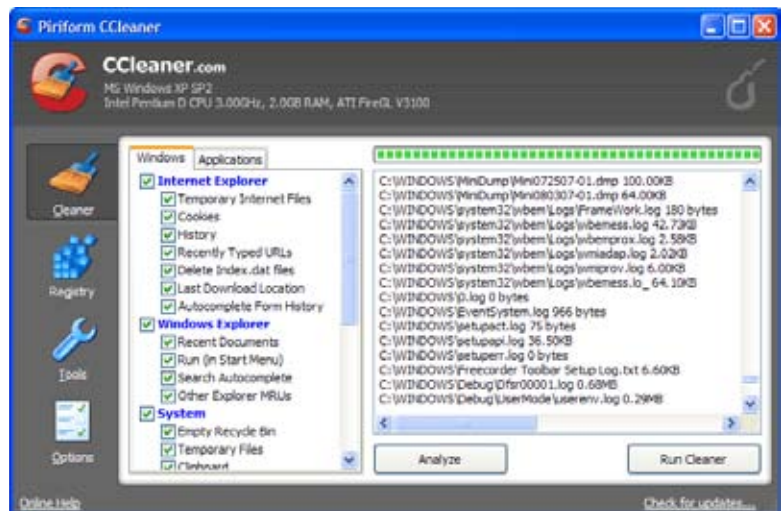 Piriform CCleaner
CCleaner.com
MS Windows XP SP2
Intel Pentium D CPU 3.00GHz, 2.0GB RAM, ATI FireGL V3100
Cleaner
Registry
Tools
Options
Windows
Applications
Internet Explorer
Temporary Internet Files
Cookies
History
Recently Typed URLs
Delete Index.dat files
Last Download Location
Autocomplete Form History
Windows Explorer
Recent Documents
Run (in Start Menu)
Search Autocomplete
Other Explorer MRUs
System
Empty Recycle Bin
Temporary Files
Clipboard
C:\WINDOWS\MiniDump\Mini072507-01.dmp 100.00KB
C:\WINDOWS\MiniDump\Mini080307-01.dmp 64.00KB
C:\WINDOWS\system32\wbem\Logs\FrameWork.log 180 bytes
C:\WINDOWS\system32\wbem\Logs\wbemess.log 42.73KB
C:\WINDOWS\system32\wbem\Logs\wbemprox.log 2.58KB
C:\WINDOWS\system32\wbem\Logs\wmiadap.log 2.02KB
C:\WINDOWS\system32\wbem\Logs\wmiprov.log 6.00KB
C:\WINDOWS\system32\wbem\Logs\wbemess.lo_ 64.10KB
C:\WINDOWS\0.log 0 bytes
C:\WINDOWS\EventSystem.log 966 bytes
C:\WINDOWS\setupact.log 75 bytes
C:\WINDOWS\setupapi.log 36.50KB
C:\WINDOWS\setuperr.log 0 bytes
C:\WINDOWS\Freecorder Toolbar Setup Log.txt 6.60KB
C:\WINDOWS\Debug\Dfsr00001.log 0.68MB
C:\WINDOWS\Debug\UserMode\userenv.log 0.29MB
Analyze
Run Cleaner
Online Help
Check for updates...